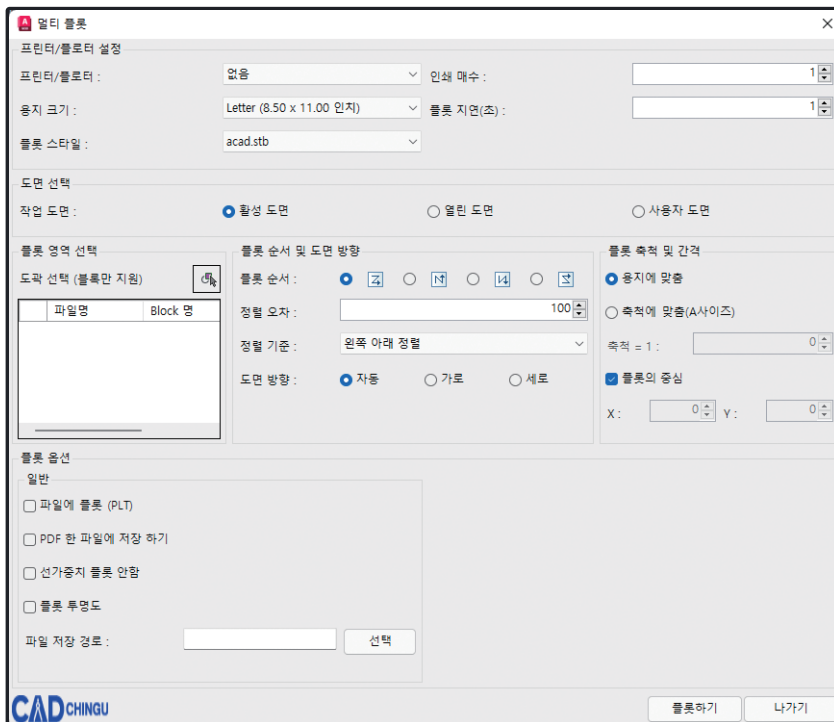 멀티 플롯
프린터/플로터 설정
프린터/플로터 : 없음 인쇄 매수 : 1
용지 크기 : Letter (8.50 x 11.00 인치) 플롯 지연(초) : 1
플롯 스타일 : acad.stb
도면 선택
작업 도면 : 활성 도면 열린 도면 사용자 도면
플롯 영역 선택 플롯 순서 및 도면 방향 플롯 축척 및 간격
도곽 선택 (블록만 지원) 플롯 순서 : 용지에 맞춤
파일명 Block 명 정렬 오차 : 100 축척에 맞춤(A사이즈)
정렬 기준 : 왼쪽 아래 정렬 축척 = 1 : 0
도면 방향 : 자동 가로 세로 플롯의 중심
X : 0 Y : 0
플롯 옵션
일반
파일에 플롯 (PLT)
PDF 한 파일에 저장 하기
선가중치 플롯 안함
플롯 투명도
파일 저장 경로 : 선택
CAD CHINGU 플롯하기 나가기